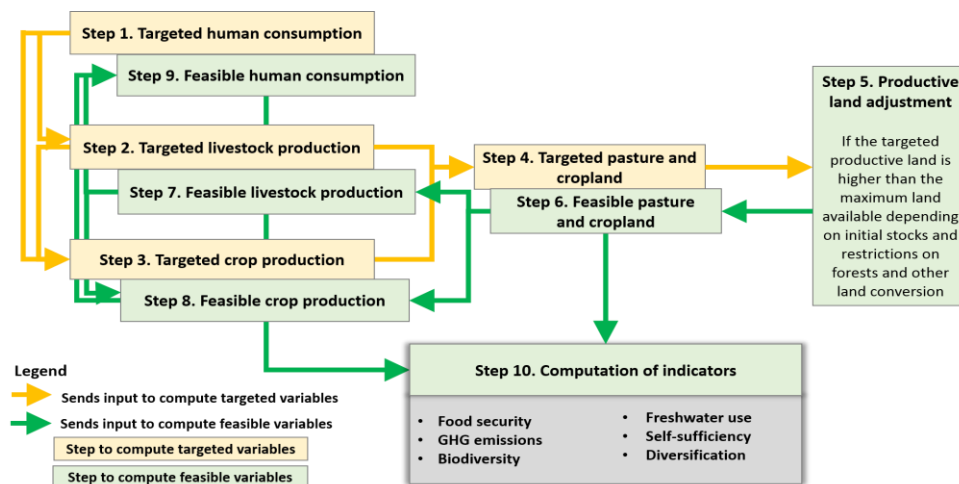 Step 1. Targeted human consumption
Step 9. Feasible human consumption
Step 2. Targeted livestock production
Step 7. Feasible livestock production
Step 3. Targeted crop production
Step 8. Feasible crop production
Step 4. Targeted pasture and
cropland
Step 6. Feasible pasture
and cropland
Step 5. Productive
land adjustment
If the targeted
productive land is
higher than the
maximum land
available depending
on initial stocks and
restrictions on
forests and other
land conversion
Step 10. Computation of indicators
• Food security
• GHG emissions
• Biodiversity
• Freshwater use
• Self-sufficiency
• Diversification
Legend
Sends input to compute targeted variables
Sends input to compute feasible variables
Step to compute targeted variables
Step to compute feasible variables